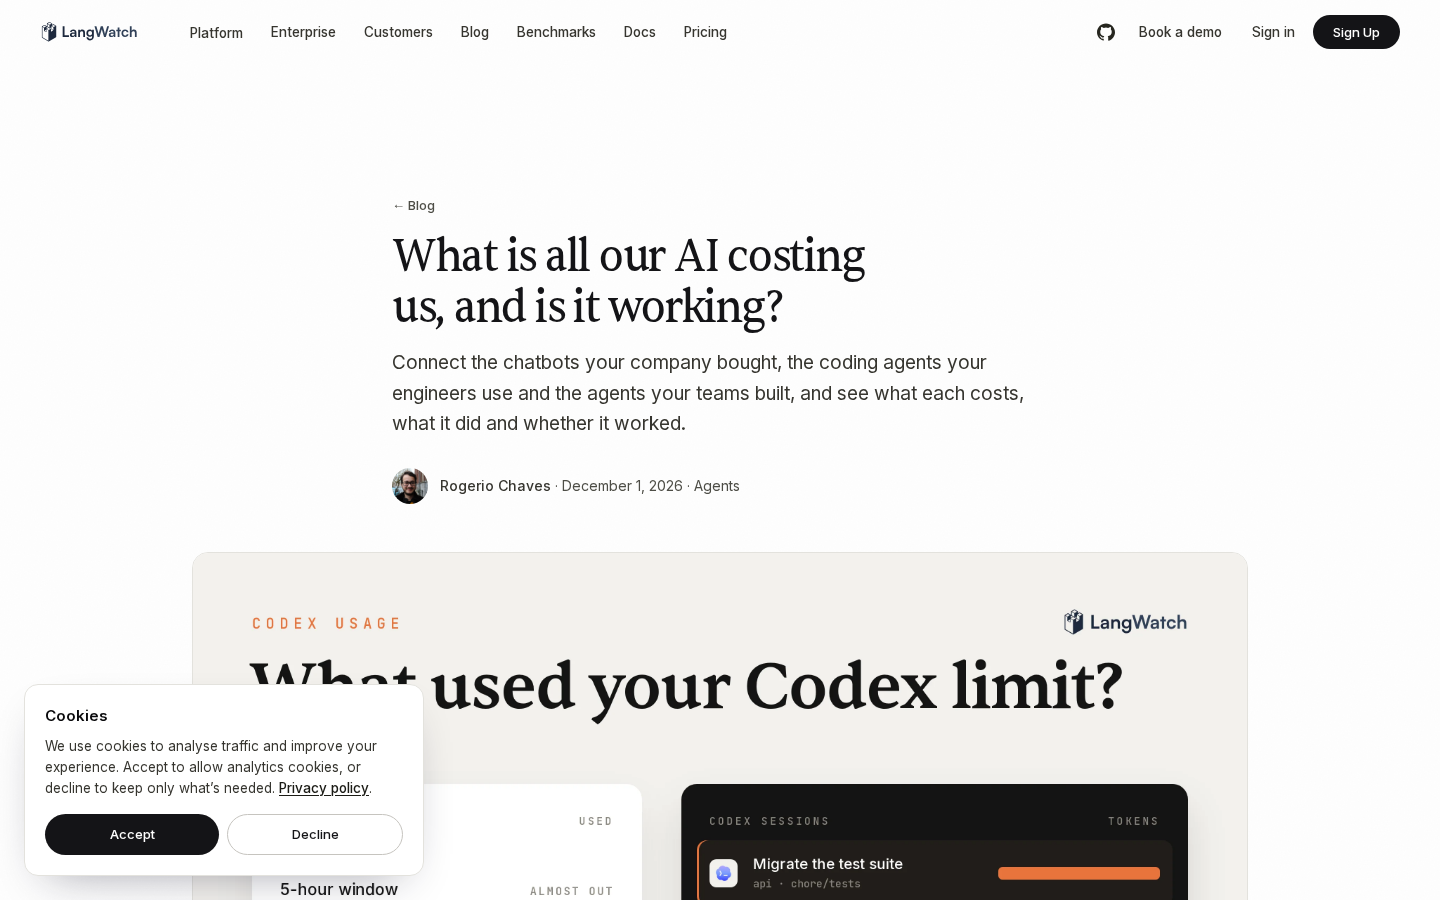 LangWatch
Platform
Enterprise
Customers
Blog
Benchmarks
Docs
Pricing
Book a demo
Sign in
Sign Up
← Blog
What is all our AI costing
us, and is it working?
Connect the chatbots your company bought, the coding agents your
engineers use and the agents your teams built, and see what each costs,
what it did and whether it worked.
Rogerio Chaves · December 1, 2026 · Agents
CODEX USAGE
LangWatch
What used your Codex limit?
USED
5-hour window
ALMOST OUT
CODEX SESSIONS
TOKENS
Migrate the test suite
api · chore/tests
Cookies
We use cookies to analyse traffic and improve your
experience. Accept to allow analytics cookies, or
decline to keep only what’s needed. Privacy policy.
Accept
Decline